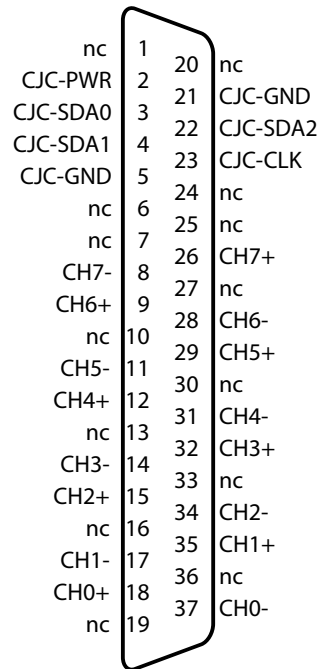 nc 1
CJC-PWR 2
CJC-SDA0 3
CJC-SDA1 4
CJC-GND 5
nc 6
nc 7
CH7- 8
CH6+ 9
nc 10
CH5- 11
CH4+ 12
nc 13
CH3- 14
CH2+ 15
nc 16
CH1- 17
CH0+ 18
nc 19
20 nc
21 CJC-GND
22 CJC-SDA2
23 CJC-CLK
24 nc
25 nc
26 CH7+
27 nc
28 CH6-
29 CH5+
30 nc
31 CH4-
32 CH3+
33 nc
34 CH2-
35 CH1+
36 nc
37 CH0-